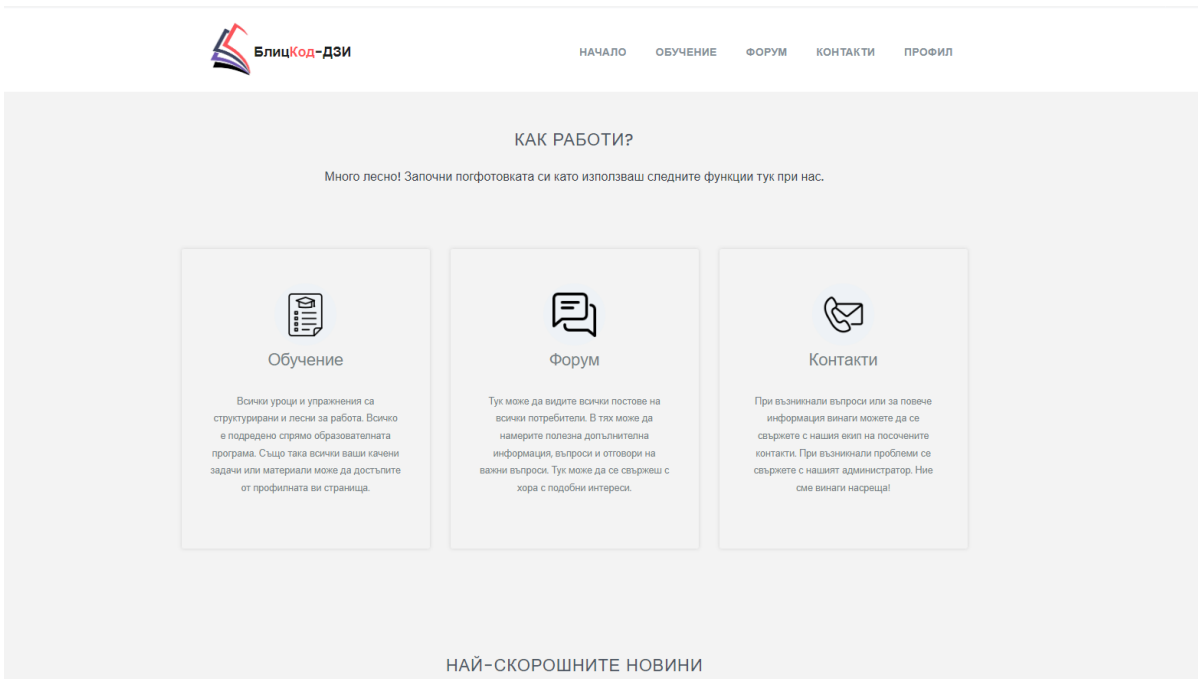 БлицКод-ДЗИ
НАЧАЛО ОБУЧЕНИЕ ФОРУМ КОНТАКТИ ПРОФИЛ
КАК РАБОТИ?
Много лесно! Започни погфотовката си като използваш следните функции тук при нас.
Обучение
Всички уроци и упражнения са
структурирани и лесни за работа. Всичко
е подредено спрямо образователната
програма. Също така всички ваши качени
задачи или материали може да достъпите
от профилната ви страница.
Форум
Тук може да видите всички постове на
всички потребители. В тях може да
намерите полезна допълнителна
информация, въпроси и отговори на
важни въпроси. Тук може да се свържеш с
хора с подобни интереси.
Контакти
При възникнали въпроси или за повече
информация винаги можете да се
свържете с нашия екип на посочените
контакти. При възникнали проблеми се
свържете с нашият администратор. Ние
сме винаги насреща!
НАЙ-СКОРОШНИТЕ НОВИНИ